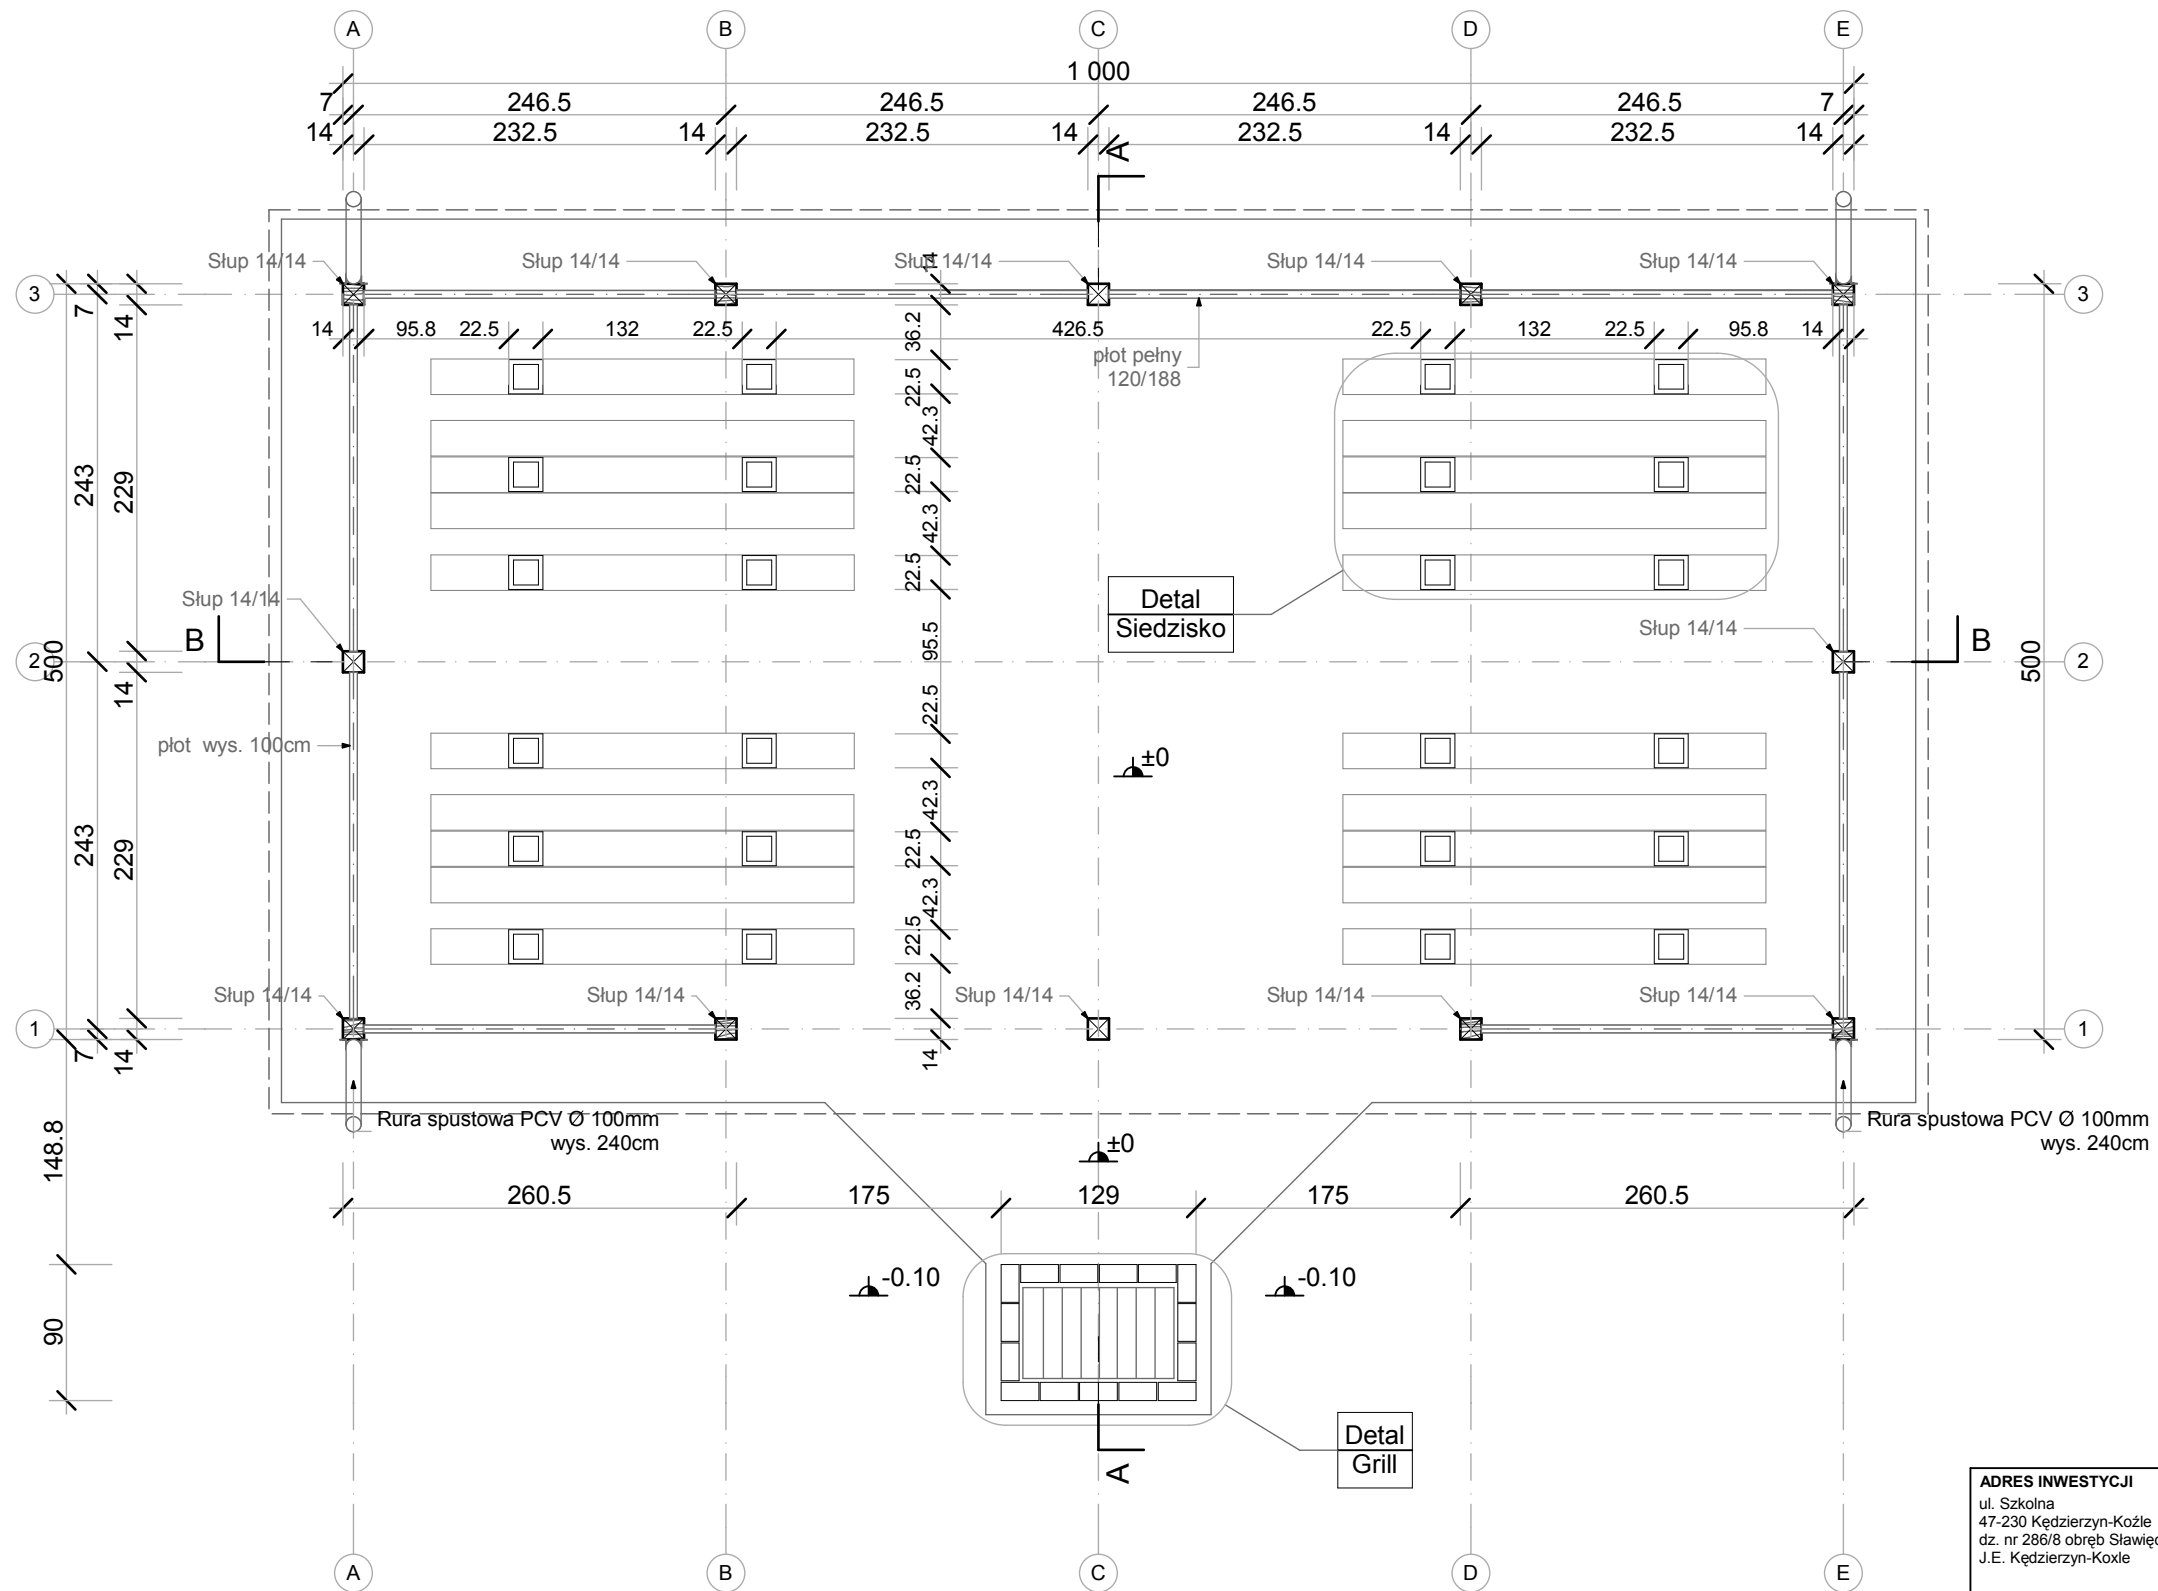 A B C D E
1 000
7 246.5 246.5 246.5 246.5 7
14 232.5 14 232.5 14 232.5 14 232.5 14
A
Słup 14/14 Słup 14/14 Słup 14/14 Słup 14/14 Słup 14/14
14
3 3
7 14
14 95.8 22.5 132 22.5 426.5 22.5 132 22.5 95.8 14
36.2
płot pełny
120/188
22.5
42.3
243 229
22.5
42.3
22.5
Detal
Siedzisko
Słup 14/14
Słup 14/14
B B
95.5
2 2
500 500
14
22.5
płot wys. 100cm
±0
42.3
243 229
22.5
42.3
22.5
36.2
Słup 14/14 Słup 14/14 Słup 14/14 Słup 14/14 Słup 14/14
1 1
7 14
14
Rura spustowa PCV Ø 100mm
wys. 240cm
Rura spustowa PCV Ø 100mm
wys. 240cm
148.8
±0
260.5 175 129 175 260.5
-0.10 -0.10
90
Detal
Grill
A
ADRES INWESTYCJI
ul. Szkolna
47-230 Kędzierzyn-Koźle
dz. nr 286/8 obręb Sławięc
J.E. Kędzierzyn-Koxle
A B C D E